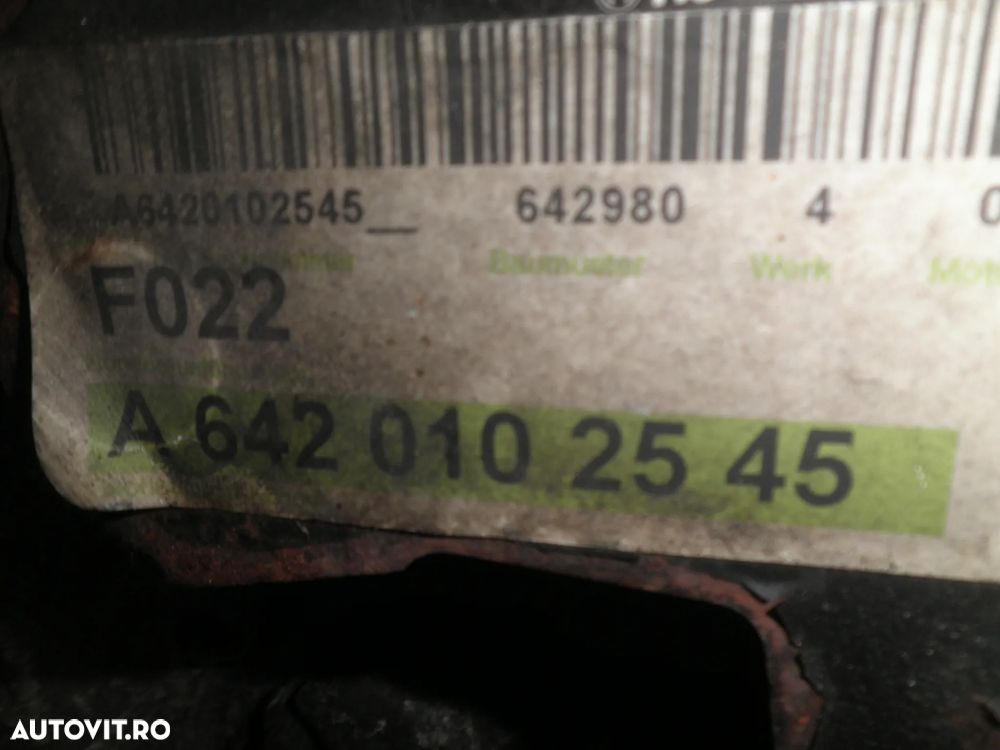 A6420102545__ 642980 4
Baumuster Werk
F022
A 642 010 25 45
AUTOVIT.RO